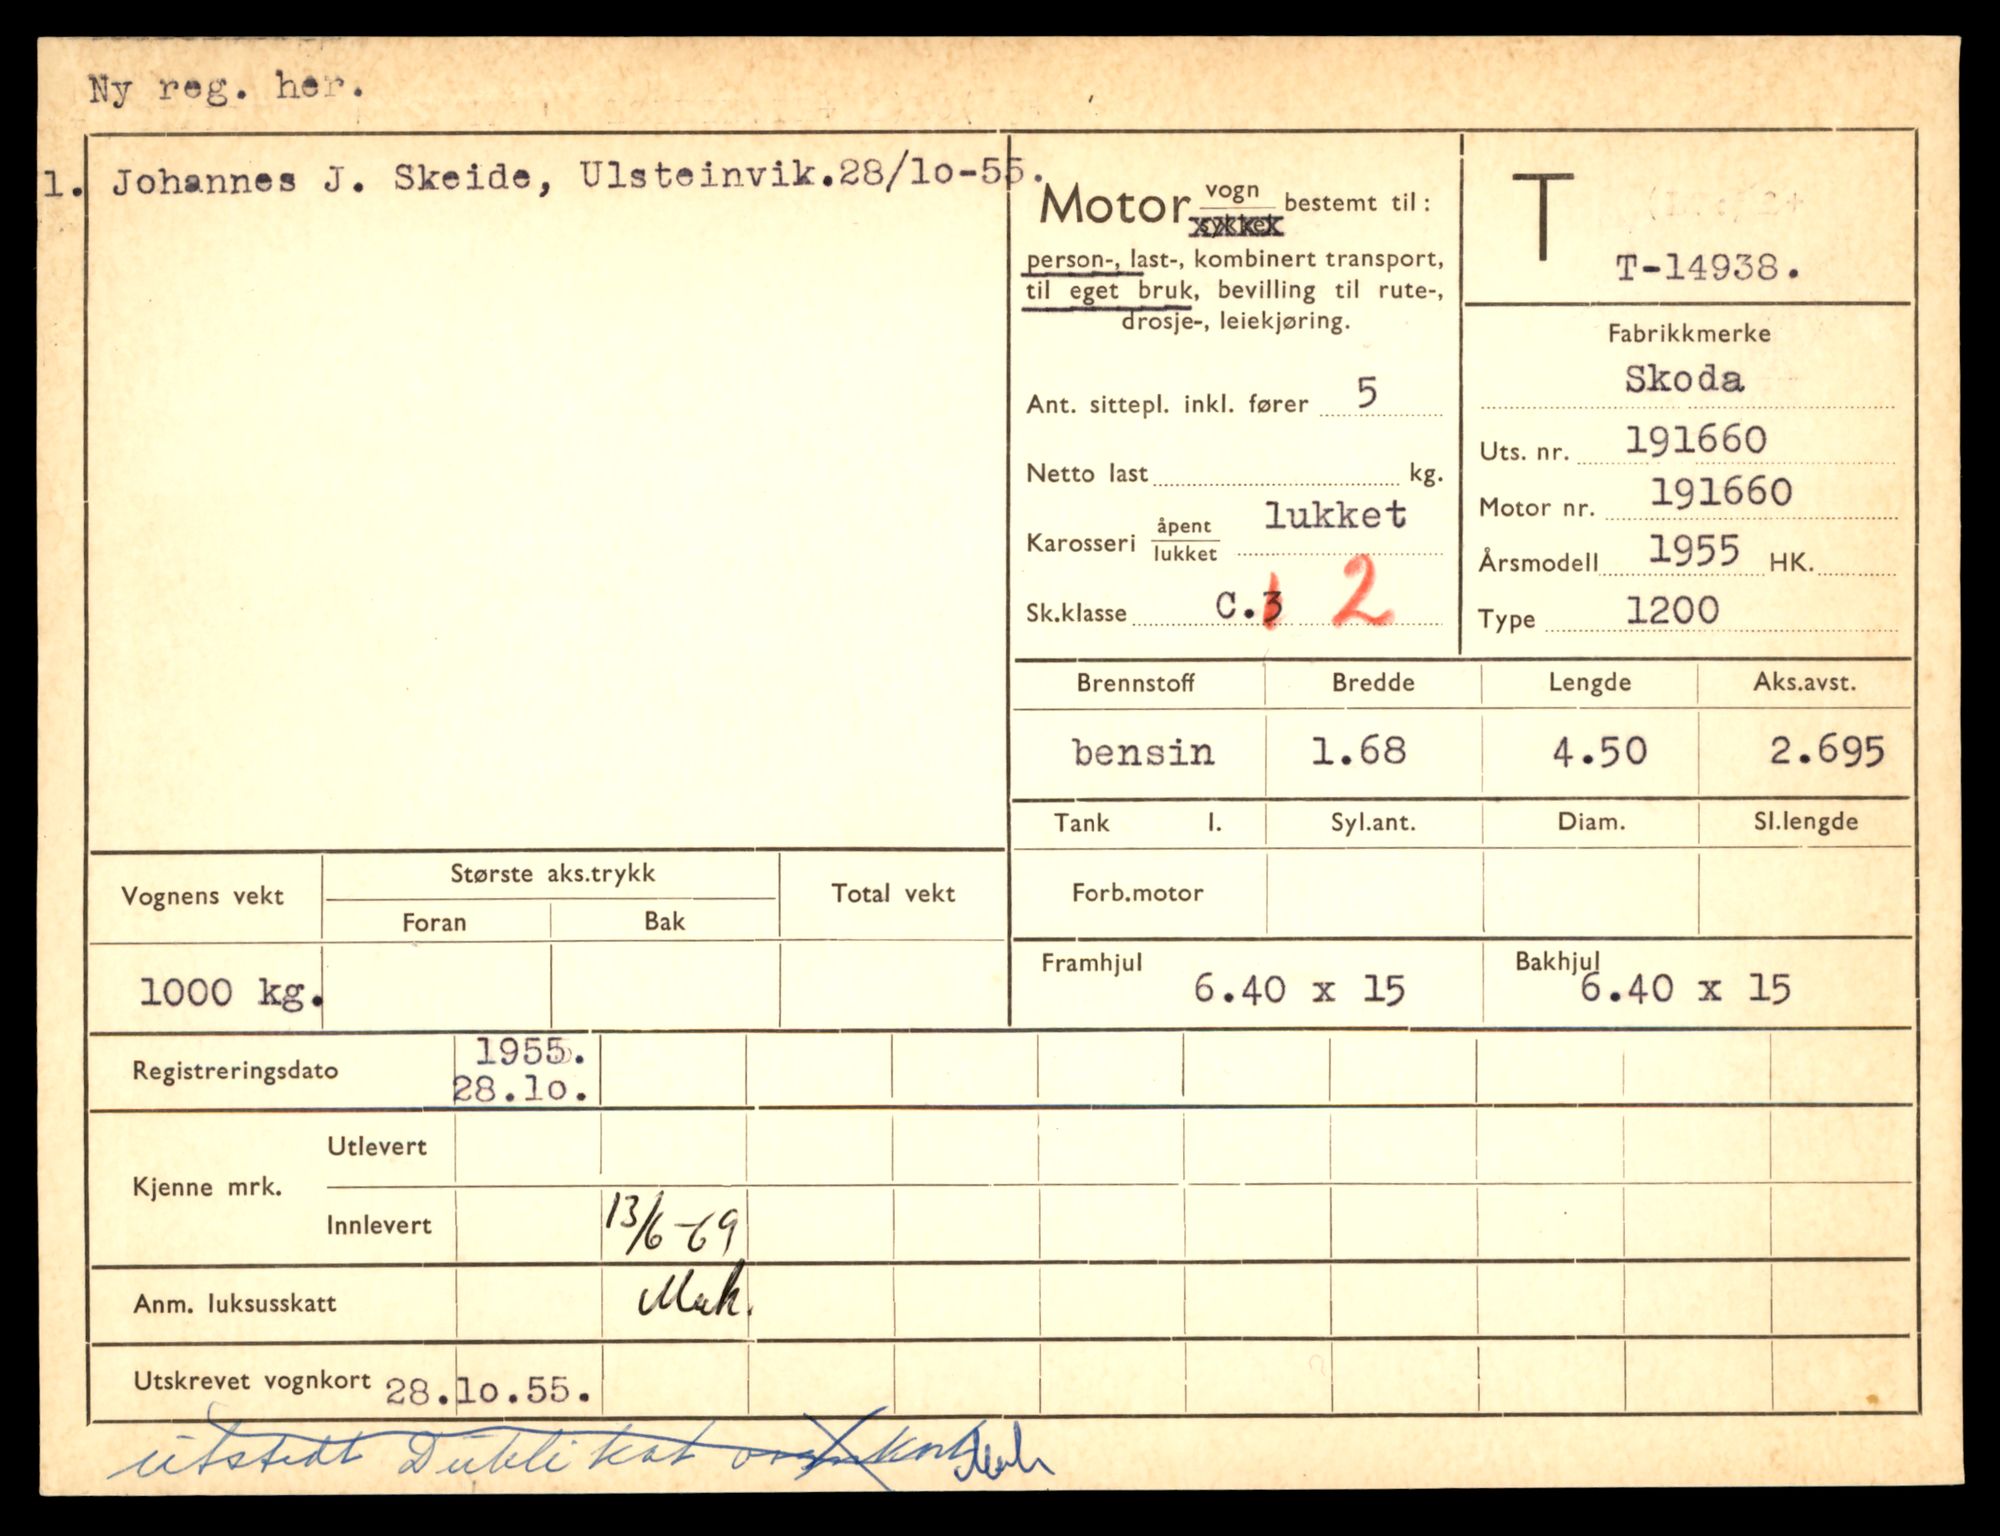 Ny reg. her.
1. Johannes J. Skeide, Ulsteinvik.28/10-55.
Motor vogn
sykkel bestemt til:
person-, last-, kombinert transport,
til eget bruk, bevilling til rute-,
drosje-, leiekjøring.
Ant. sittepl. inkl. fører 5
Netto last kg.
Karosseri åpent
lukket lukket
Sk.klasse C.3 2
T
T-14938.
Fabrikkmerke
Skoda
Uts. nr. 191660
Motor nr. 191660
Årsmodell 1955 HK.
Type 1200
Brennstoff Bredde Lengde Aks.avst.
bensin 1.68 4.50 2.695
Tank l. Syl.ant. Diam. Sl.lengde
Forb.motor
Framhjul 6.40 x 15 Bakhjul 6.40 x 15
Vognens vekt Største aks.trykk Total vekt
Foran Bak
1000 kg.
Registreringsdato 1955.
28.10.
Kjenne mrk. Utlevert
Innlevert 13/6-69
Anm. luksusskatt
Utskrevet vognkort 28.10.55.
utstedt Dublikat